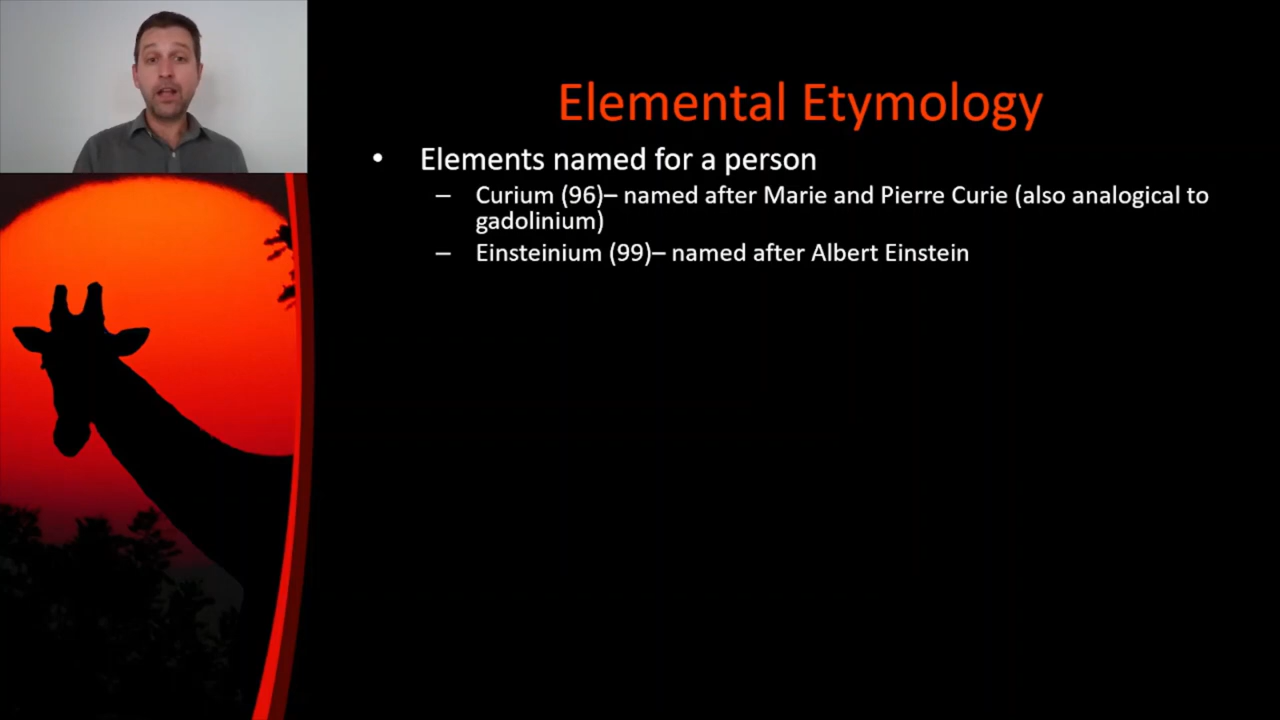 Elemental Etymology
• Elements named for a person
– Curium (96)– named after Marie and Pierre Curie (also analogical to
gadolinium)
– Einsteinium (99)– named after Albert Einstein